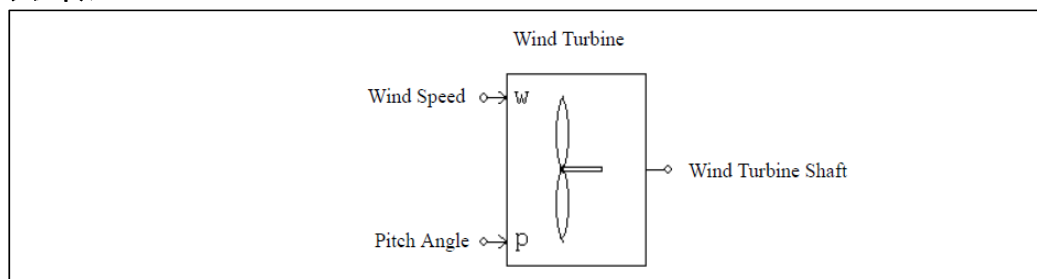 Wind Turbine
Wind Speed
w
Wind Turbine Shaft
Pitch Angle
p